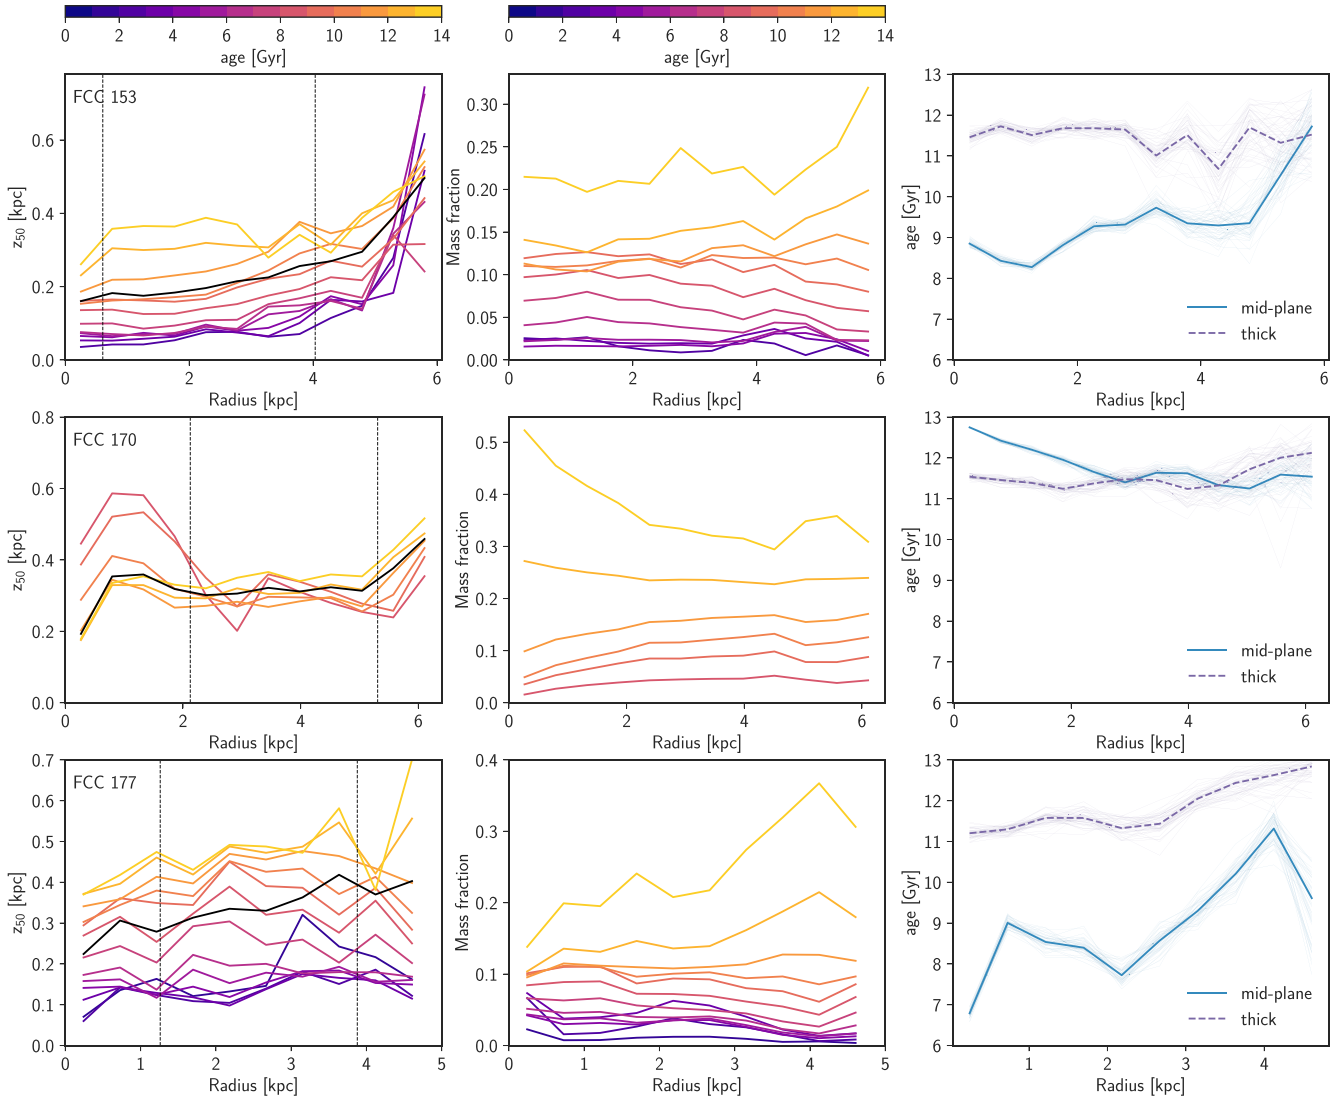 0 2 4 6 8 10 12 14
age [Gyr]
0 2 4 6 8 10 12 14
age [Gyr]
FCC 153
z50 [kpc]
0.6
0.4
0.2
0.0
0 2 4 6
Radius [kpc]
Mass fraction
0.30
0.25
0.20
0.15
0.10
0.05
0.00
0 2 4 6
Radius [kpc]
age [Gyr]
13
12
11
10
9
8
7
6
mid-plane
thick
0 2 4 6
Radius [kpc]
FCC 170
z50 [kpc]
0.8
0.6
0.4
0.2
0.0
0 2 4 6
Radius [kpc]
Mass fraction
0.5
0.4
0.3
0.2
0.1
0.0
0 2 4 6
Radius [kpc]
age [Gyr]
13
12
11
10
9
8
7
6
mid-plane
thick
0 2 4 6
Radius [kpc]
FCC 177
z50 [kpc]
0.7
0.6
0.5
0.4
0.3
0.2
0.1
0.0
0 1 2 3 4 5
Radius [kpc]
Mass fraction
0.4
0.3
0.2
0.1
0.0
0 1 2 3 4 5
Radius [kpc]
age [Gyr]
13
12
11
10
9
8
7
6
mid-plane
thick
1 2 3 4
Radius [kpc]